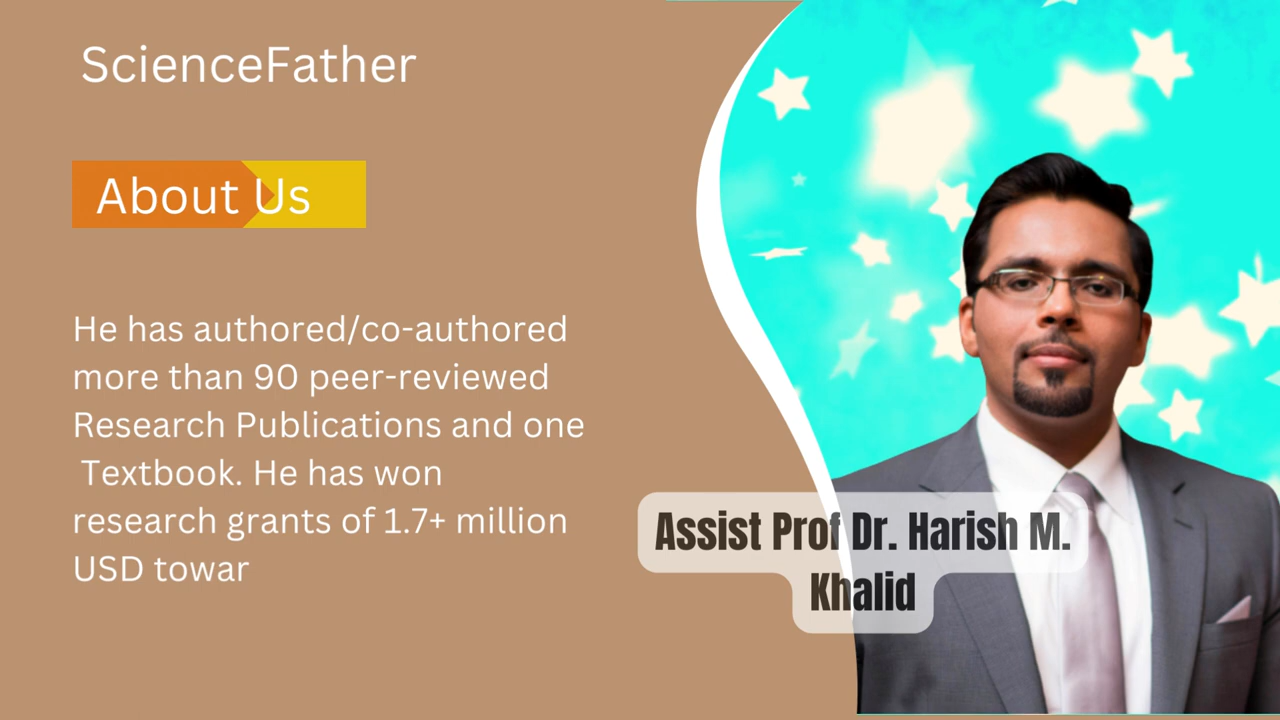 ScienceFather
About Us
He has authored/co-authored
more than 90 peer-reviewed
Research Publications and one
Textbook. He has won
research grants of 1.7+ million
USD towar
Assist Prof Dr. Harish M.
Khalid